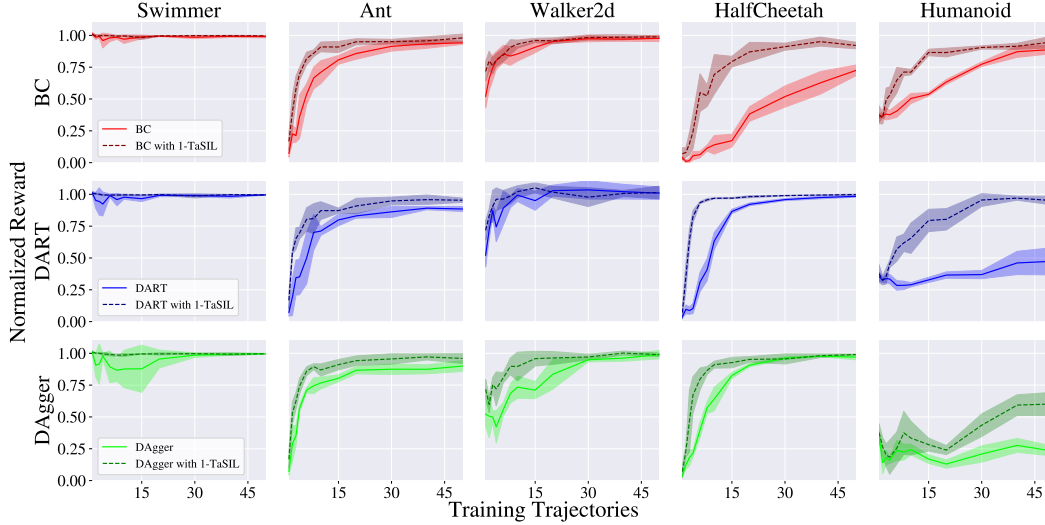 Swimmer Ant Walker2d HalfCheetah Humanoid
Normalized Reward
BC
1.00
0.75
0.50
0.25
0.00
BC
BC with 1-TaSIL
DART
1.00
0.75
0.50
0.25
0.00
DART
DART with 1-TaSIL
DAgger
1.00
0.75
0.50
0.25
0.00
DAgger
DAgger with 1-TaSIL
15 30 45 15 30 45 15 30 45 15 30 45 15 30 45
Training Trajectories